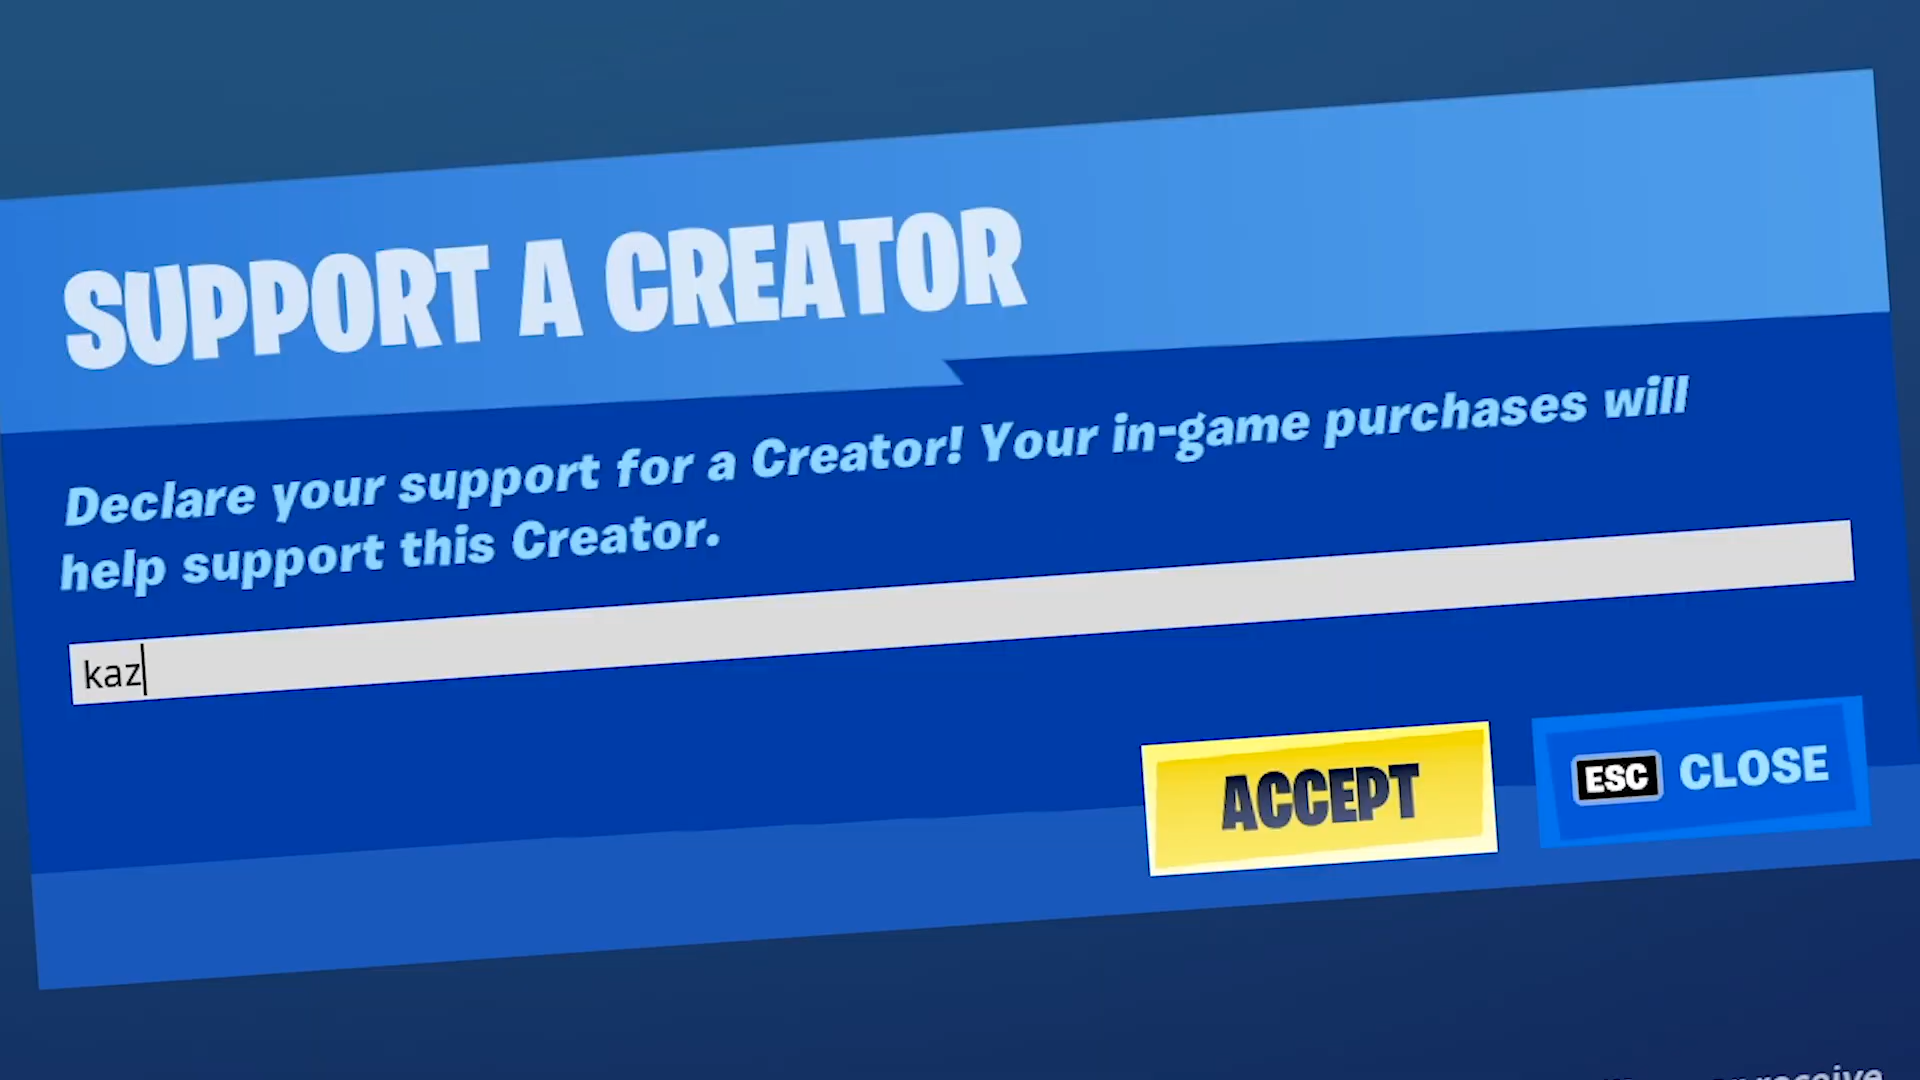 SUPPORT A CREATOR
Declare your support for a Creator! Your in-game purchases will
help support this Creator.
kaz
ACCEPT
ESC CLOSE
receive